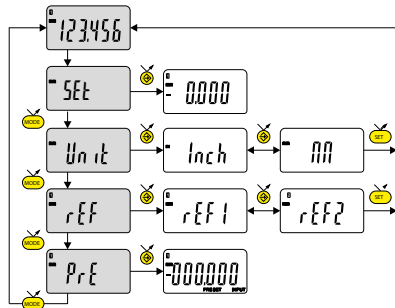 123.456
SEt
0.000
MODE
Unit
Inch
MM
SET
MODE
rEF
rEF1
rEF2
SET
MODE
PrE
-000.000
PRESET INPUT
MODE